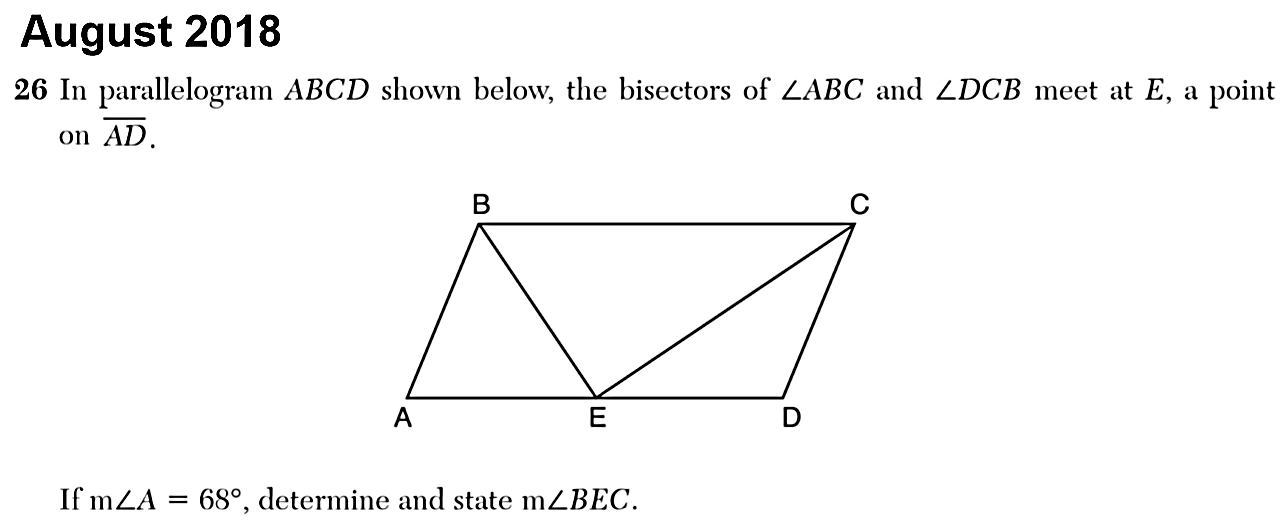 August 2018
26 In parallelogram ABCD shown below, the bisectors of ∠ABC and ∠DCB meet at E, a point
on A̅D̅.
B
C
A
E
D
If m∠A = 68°, determine and state m∠BEC.